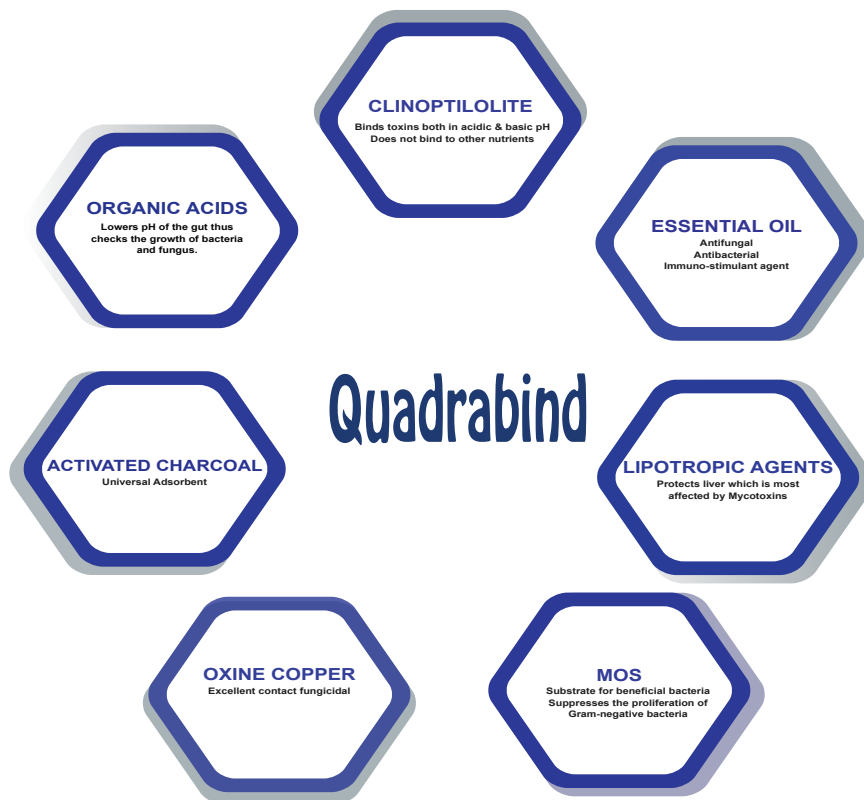 CLINOPTILOLITE
Binds toxins both in acidic & basic pH
Does not bind to other nutrients
ORGANIC ACIDS
Lowers pH of the gut thus
checks the growth of bacteria
and fungus.
ESSENTIAL OIL
Antifungal
Antibacterial
Immuno-stimulant agent
Quadrabind
ACTIVATED CHARCOAL
Universal Adsorbent
LIPOTROPIC AGENTS
Protects liver which is most
affected by Mycotoxins
OXINE COPPER
Excellent contact fungicidal
MOS
Substrate for beneficial bacteria
Suppresses the proliferation of
Gram-negative bacteria